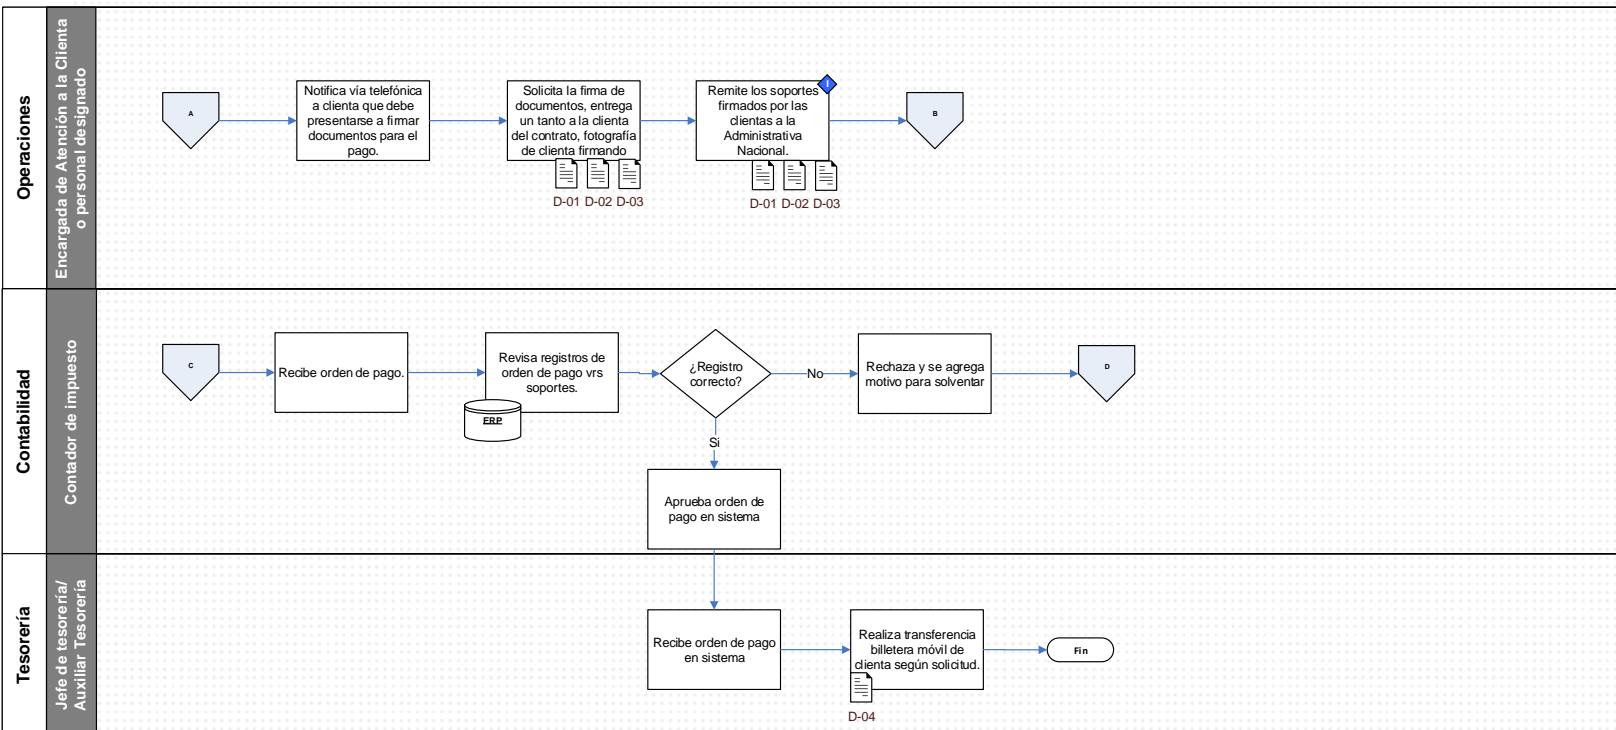 Operaciones
Encargada de Atención a la Clienta
o personal designado
A
Notifica vía telefónica
a clienta que debe
presentarse a firmar
documentos para el
pago.
Solicita la firma de
documentos, entrega
un tanto a la clienta
del contrato, fotografía
de clienta firmando
D-01 D-02 D-03
Remite los soportes
firmados por las
clientas a la
Administrativa
Nacional.
I
D-01 D-02 D-03
B
Contabilidad
Contador de impuesto
C
Recibe orden de pago.
Revisa registros de
orden de pago vrs
soportes.
ERP
¿Registro
correcto?
No
Rechaza y se agrega
motivo para solventar
D
Si
Aprueba orden de
pago en sistema
Tesorería
Jefe de tesorería/
Auxiliar Tesorería
Recibe orden de pago
en sistema
Realiza transferencia
billetera móvil de
clienta según solicitud.
D-04
Fin